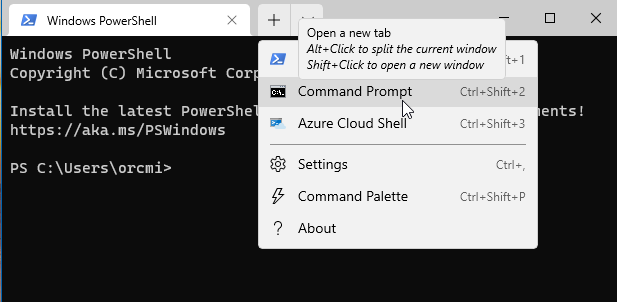 Windows PowerShell
Open a new tab
Alt+Click to split the current window
Shift+Click to open a new window
Windows PowerShell
Copyright (C) Microsoft Corp
Install the latest PowerShell
ments!
https://aka.ms/PSWindows
PS C:\Users\orcmi>
+1
Command Prompt Ctrl+Shift+2
Azure Cloud Shell Ctrl+Shift+3
Settings Ctrl+,
Command Palette Ctrl+Shift+P
About